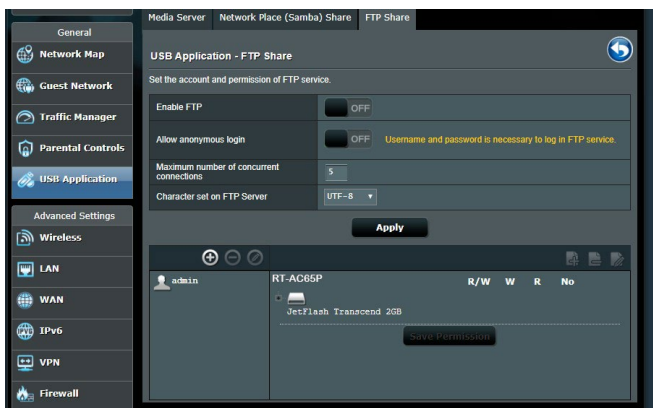 Media Server Network Place (Samba) Share FTP Share
General
Network Map
Guest Network
Traffic Manager
Parental Controls
USB Application
Advanced Settings
Wireless
LAN
WAN
IPv6
VPN
Firewall
USB Application - FTP Share
Set the account and permission of FTP service.
Enable FTP OFF
Allow anonymous login OFF Username and password is necessary to log in FTP service.
Maximum number of concurrent
connections 5
Character set on FTP Server UTF-8
Apply
admin
RT-AC65P R/W W R No
JetFlash Transcend 2GB
Save Permission